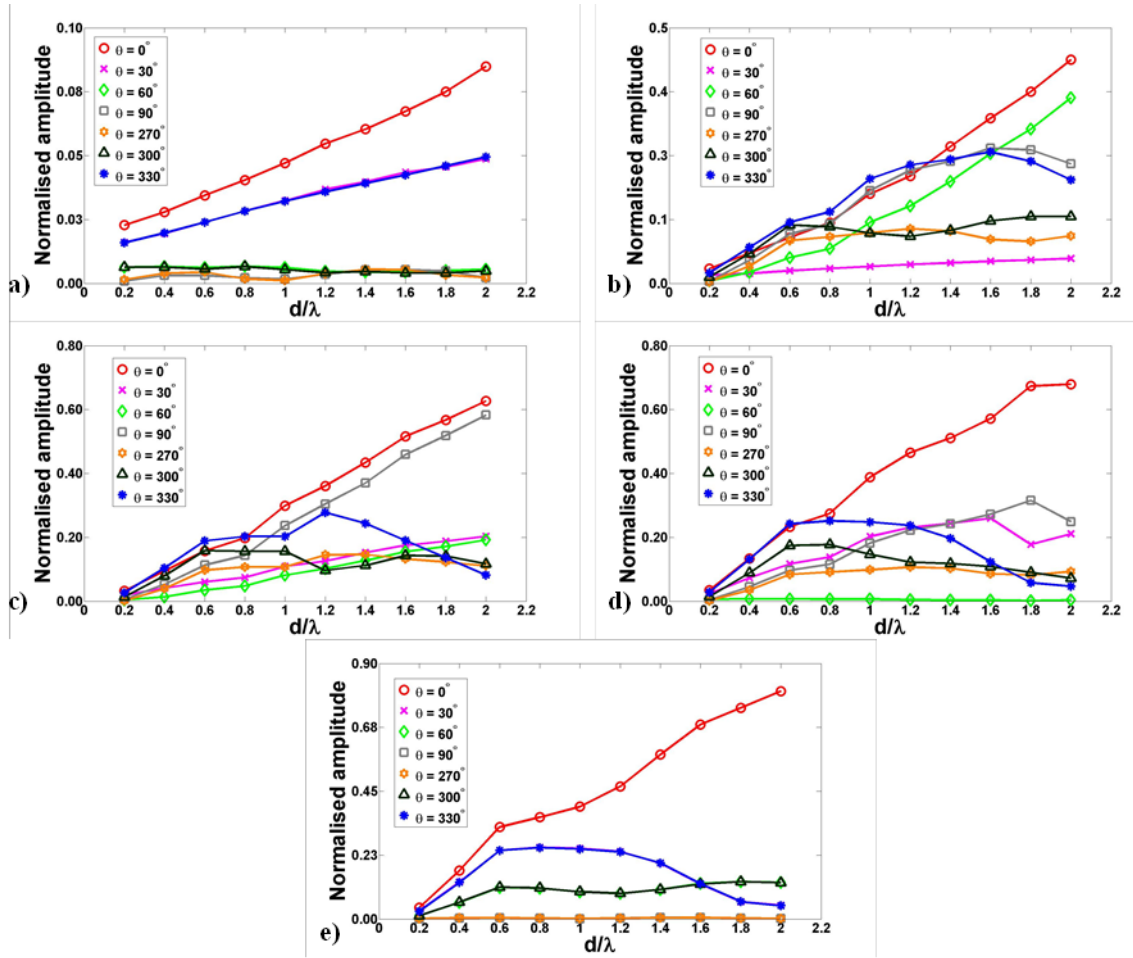 a)
Normalised amplitude
0.10
0.08
0.05
0.03
0.00
θ = 0°
θ = 30°
θ = 60°
θ = 90°
θ = 270°
θ = 300°
θ = 330°
0 0.2 0.4 0.6 0.8 1.0 1.2 1.4 1.6 1.8 2 2.2
d/λ
b)
Normalised amplitude
0.5
0.4
0.3
0.1
0.0
θ = 0°
θ = 30°
θ = 60°
θ = 90°
θ = 270°
θ = 300°
θ = 330°
0 0.2 0.4 0.6 0.8 1 1.2 1.4 1.6 1.8 2 2.2
d/λ
c)
Normalised amplitude
0.80
0.60
0.40
0.20
0.00
θ = 0°
θ = 30°
θ = 60°
θ = 90°
θ = 270°
θ = 300°
θ = 330°
0 0.2 0.4 0.6 0.8 1 1.2 1.4 1.6 1.8 2 2.2
d/λ
d)
Normalised amplitude
0.80
0.60
0.40
0.20
0.00
θ = 0°
θ = 30°
θ = 60°
θ = 90°
θ = 270°
θ = 300°
θ = 330°
0 0.2 0.4 0.6 0.8 1 1.2 1.4 1.6 1.8 2 2.2
d/λ
e)
Normalised amplitude
0.90
0.68
0.45
0.23
0.00
θ = 0°
θ = 30°
θ = 60°
θ = 90°
θ = 270°
θ = 300°
θ = 330°
0 0.2 0.4 0.6 0.8 1 1.2 1.4 1.6 1.8 2 2.2
d/λ